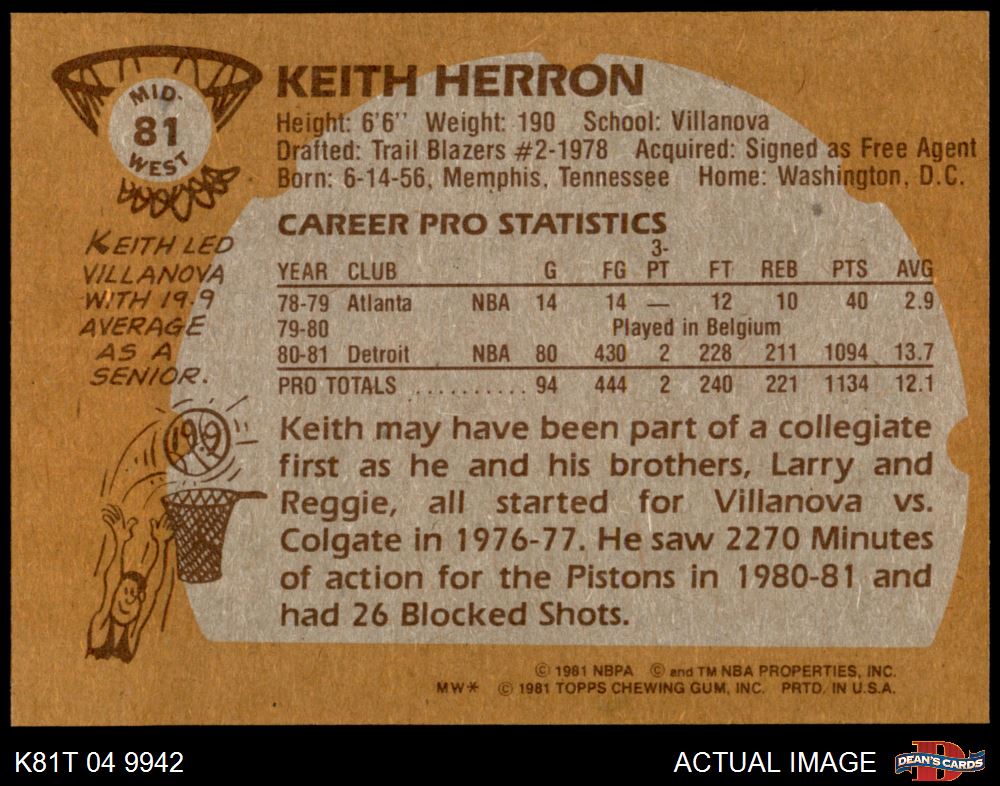 MID-
81
WEST
KEITH HERRON
Height: 6'6" Weight: 190 School: Villanova
Drafted: Trail Blazers #2-1978 Acquired: Signed as Free Agent
Born: 6-14-56, Memphis, Tennessee Home: Washington, D.C.
KEITH LED
VILLANOVA
WITH 19.9
AVERAGE
AS A
SENIOR.
19.9
CAREER PRO STATISTICS
3-
YEAR CLUB G FG PT FT REB PTS AVG
78-79 Atlanta NBA 14 14 — 12 10 40 2.9
79-80 Played in Belgium
80-81 Detroit NBA 80 430 2 228 211 1094 13.7
PRO TOTALS .......... 94 444 2 240 221 1134 12.1
Keith may have been part of a collegiate
first as he and his brothers, Larry and
Reggie, all started for Villanova vs.
Colgate in 1976-77. He saw 2270 Minutes
of action for the Pistons in 1980-81 and
had 26 Blocked Shots.
© 1981 NBPA © and TM NBA PROPERTIES, INC.
MW* © 1981 TOPPS CHEWING GUM, INC. PRTD. IN U.S.A.
K81T 04 9942
ACTUAL IMAGE
D
DEAN'S CARDS